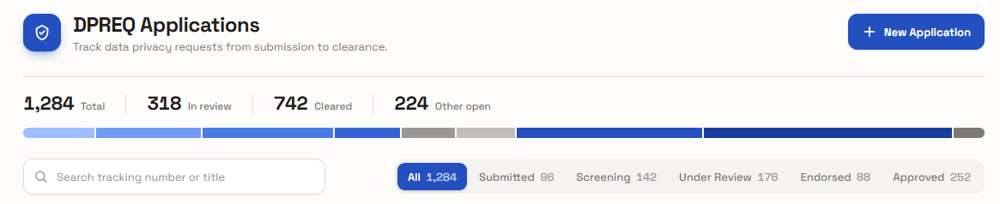 DPREQ Applications
Track data privacy requests from submission to clearance.
New Application
1,284 Total 318 In review 742 Cleared 224 Other open
Search tracking number or title
All 1,284 Submitted 96 Screening 142 Under Review 176 Endorsed 88 Approved 252